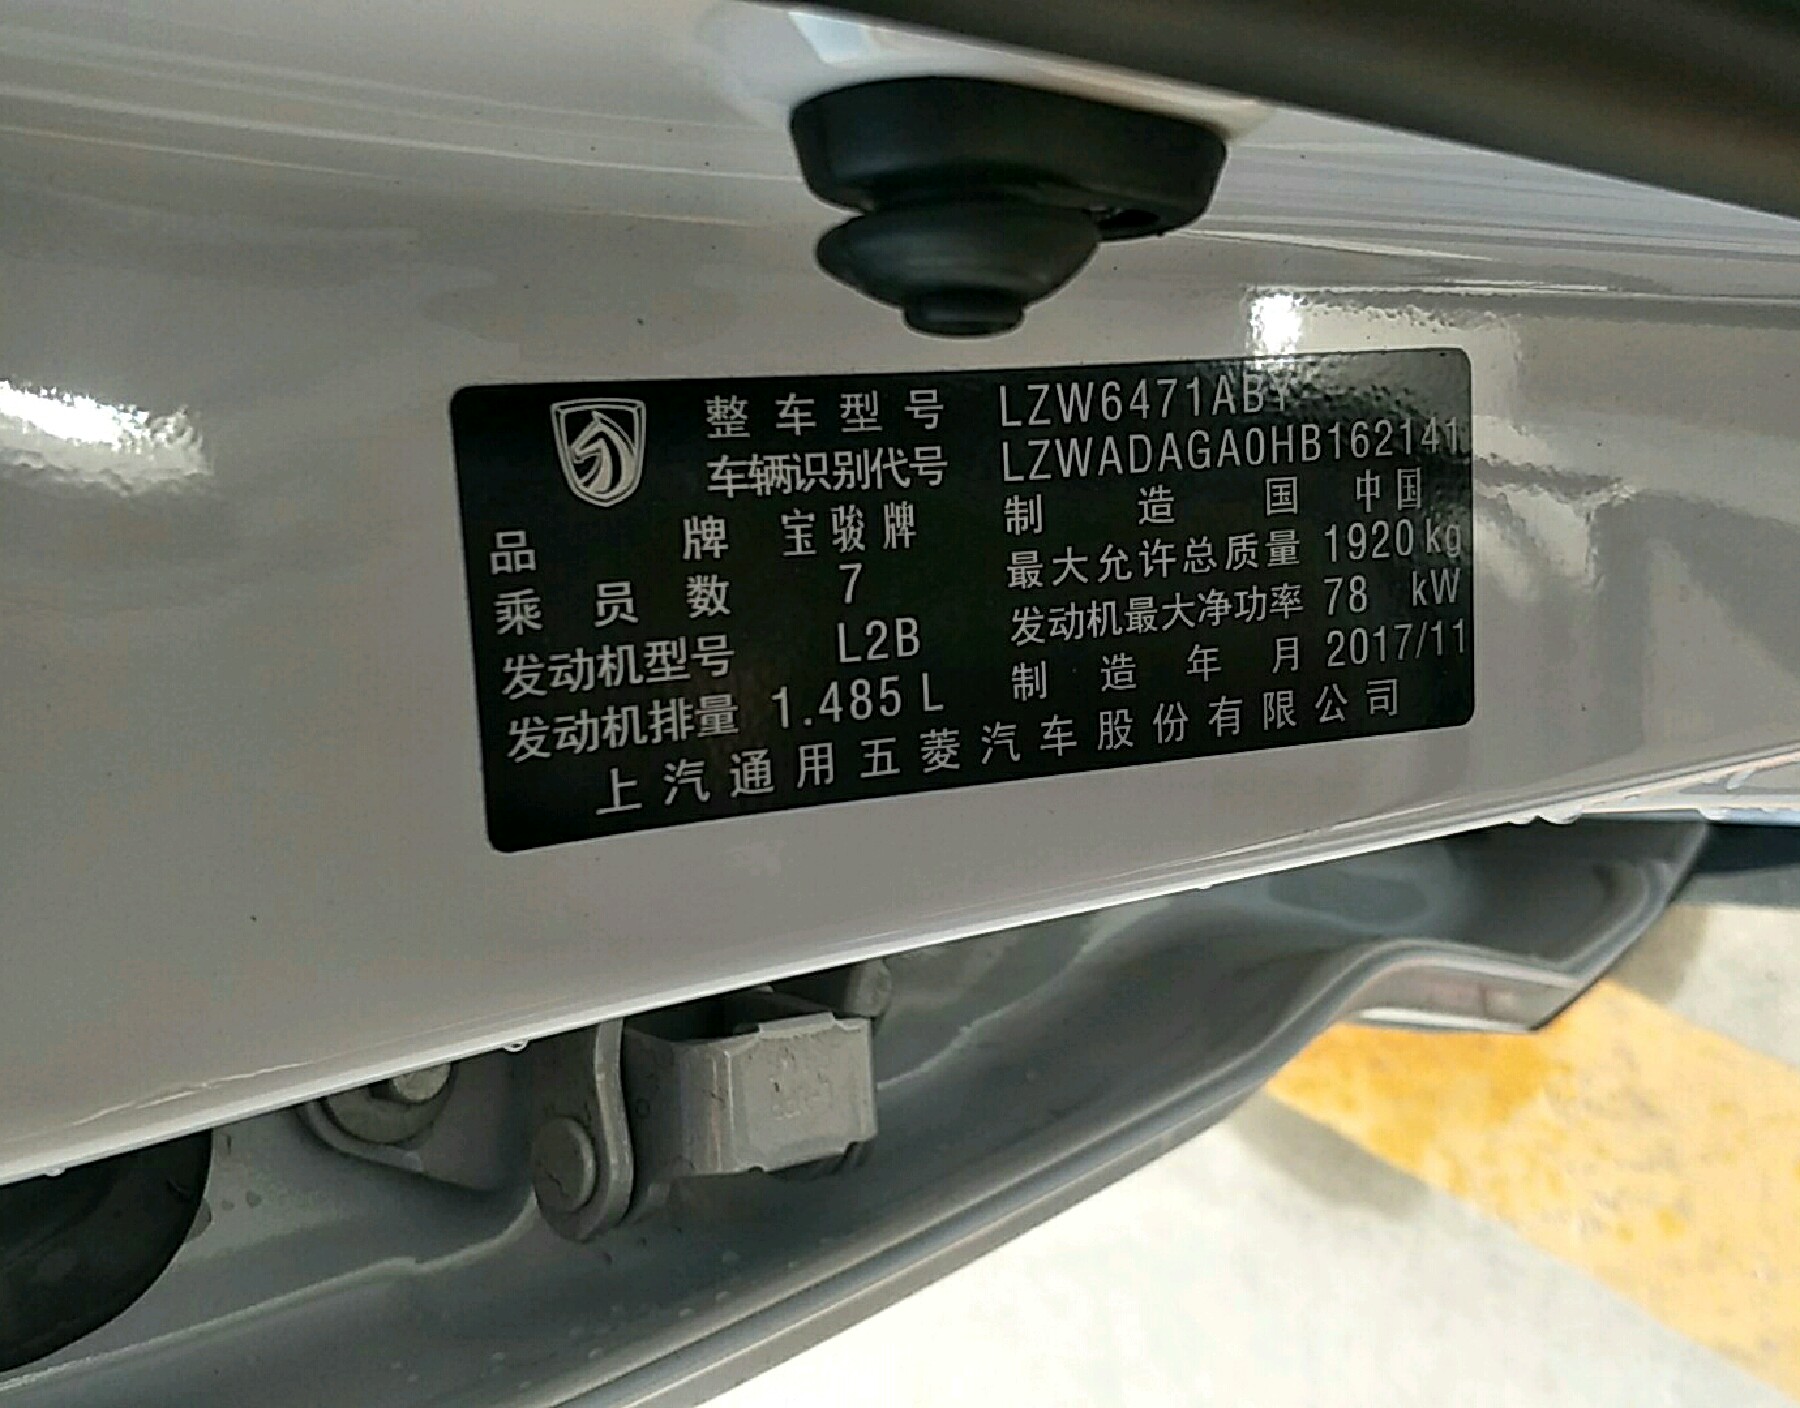 整车型号 LZW6471ABY
车辆识别代号 LZWADAGA0HB162141
品牌 宝骏牌 制造国 中国
乘员数 7 最大允许总质量 1920 kg
发动机型号 L2B 发动机最大净功率 78 kW
发动机排量 1.485 L 制造年月 2017/11
上汽通用五菱汽车股份有限公司